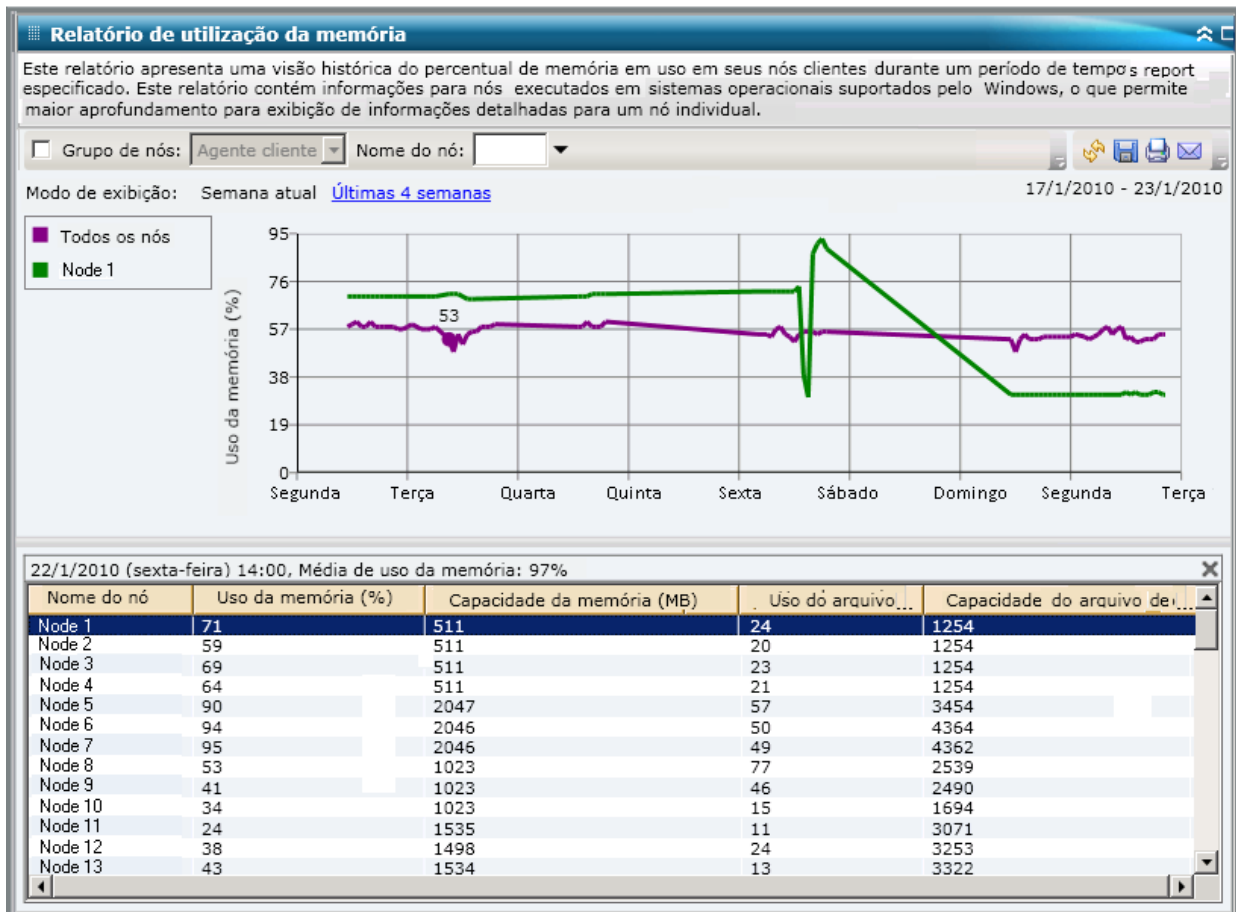 Relatório de utilização da memória
Este relatório apresenta uma visão histórica do percentual de memória em uso em seus nós clientes durante um período de tempo s report
especificado. Este relatório contém informações para nós executados em sistemas operacionais suportados pelo Windows, o que permite
maior aprofundamento para exibição de informações detalhadas para um nó individual.
Grupo de nós: Agente cliente Nome do nó:
Modo de exibição: Semana atual Últimas 4 semanas 17/1/2010 - 23/1/2010
Todos os nós
Node 1
Uso da memória (%)
95
76
57
38
19
0
53
Segunda Terça Quarta Quinta Sexta Sábado Domingo Segunda Terça
22/1/2010 (sexta-feira) 14:00, Média de uso da memória: 97%
Nome do nó Uso da memória (%) Capacidade da memória (MB) Uso do arquivo... Capacidade do arquivo de...
Node 1 71 511 24 1254
Node 2 59 511 20 1254
Node 3 69 511 23 1254
Node 4 64 511 21 1254
Node 5 90 2047 57 3454
Node 6 94 2046 50 4364
Node 7 95 2046 49 4362
Node 8 53 1023 77 2539
Node 9 41 1023 46 2490
Node 10 34 1023 15 1694
Node 11 24 1535 11 3071
Node 12 38 1498 24 3253
Node 13 43 1534 13 3322